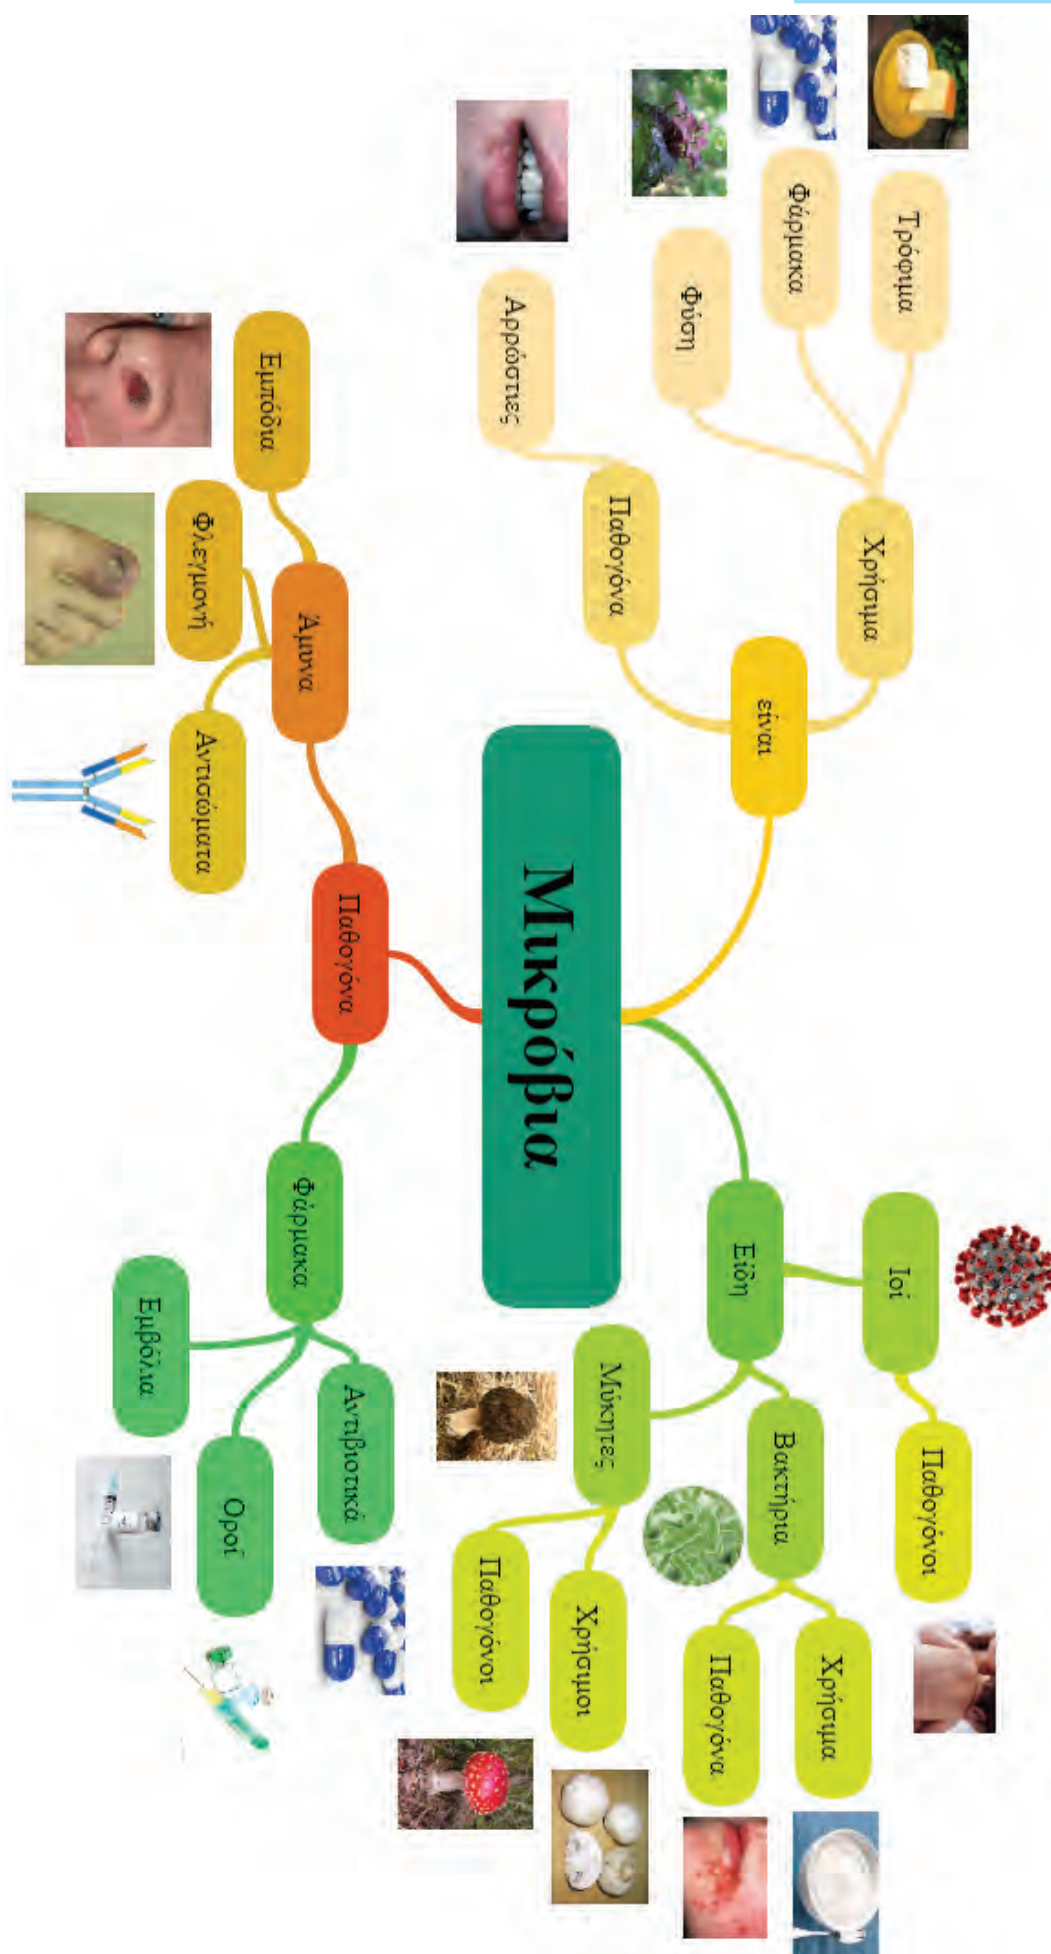 Τρόφιμα
Φάρμακα
Φύση
Χρήσιμα
Αρρώστιες
Παθογόνα
είναι
Μικρόβια
Είδη
Ιοί
Παθογόνοι
Βακτήρια
Χρήσιμα
Παθογόνα
Μύκητες
Χρήσιμοι
Παθογόνοι
Παθογόνα
Άμυνα
Εμπόδια
Φλεγμονή
Αντισώματα
Φάρμακα
Αντιβιοτικά
Οροί
Εμβόλια